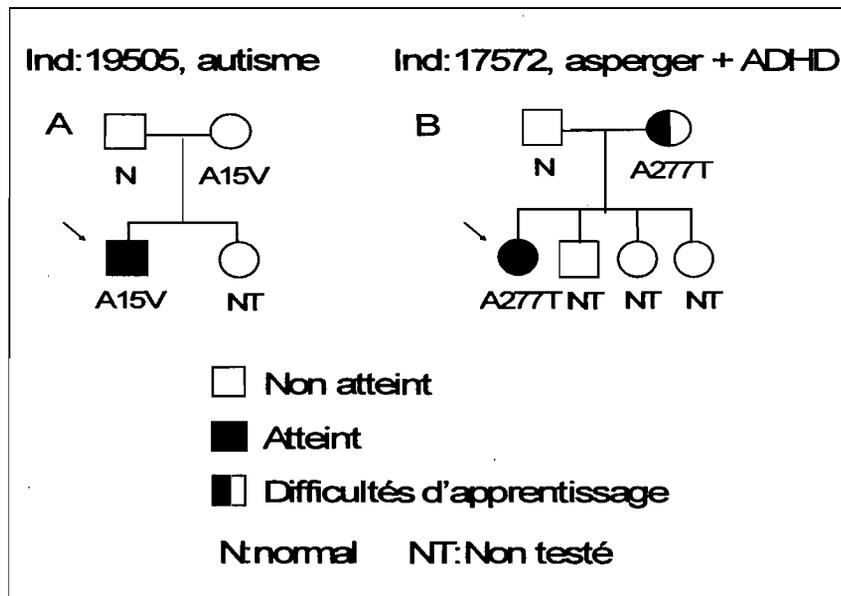 Ind:19505, autisme
Ind:17572, asperger + ADHD
A
B
N
A15V
N
A277T
A15V
NT
A277T
NT
NT
NT
Non atteint
Atteint
Difficultés d'apprentissage
N:normal
NT:Non testé